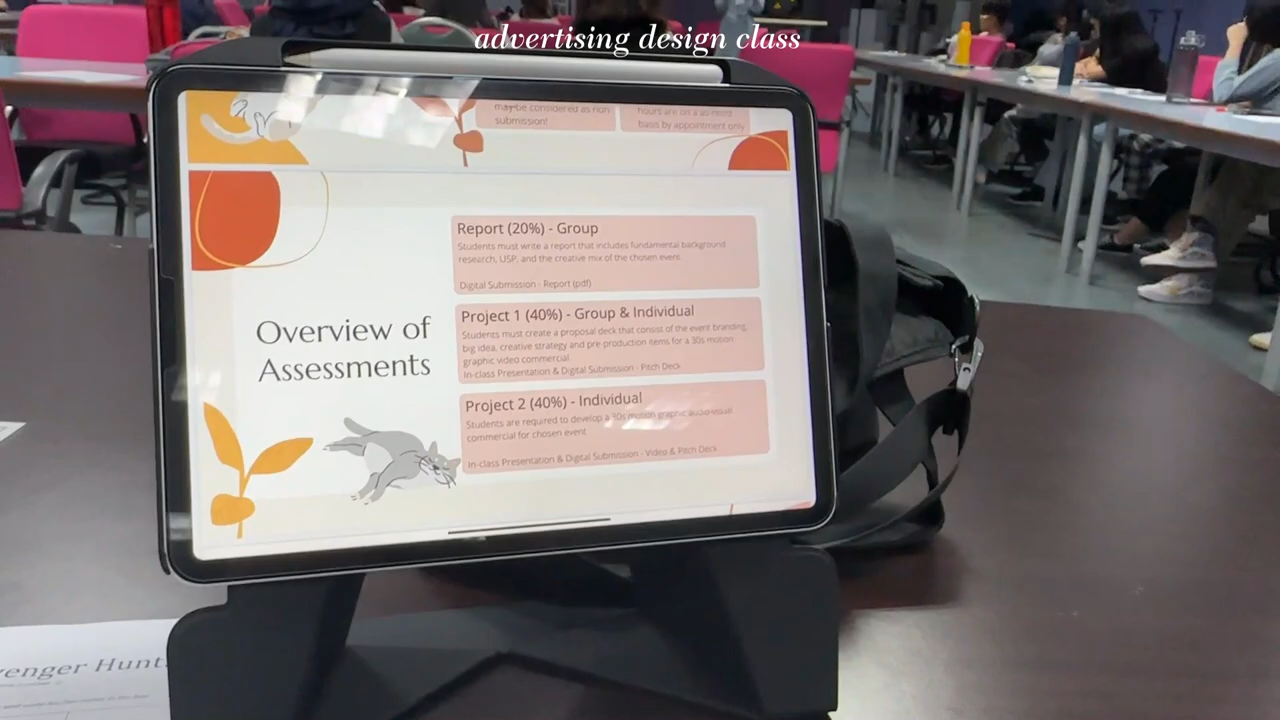 advertising design class
may be considered as non
submission!
hours are on a as-need
basis by appointment only
Overview of
Assessments
Report (20%) - Group
Students must write a report that includes fundamental background
research, USP, and the creative mix of the chosen event.
Digital Submission - Report (pdf)
Project 1 (40%) - Group & Individual
Students must create a proposal deck that consist of the event branding,
big idea, creative strategy and pre-production items for a 30s motion
graphic video commercial
In-class Presentation & Digital Submission - Pitch Deck
Project 2 (40%) - Individual
Students are required to develop a 30s motion graphic audio-visual
commercial for chosen event
In-class Presentation & Digital Submission - Video & Pitch Deck
Hunt